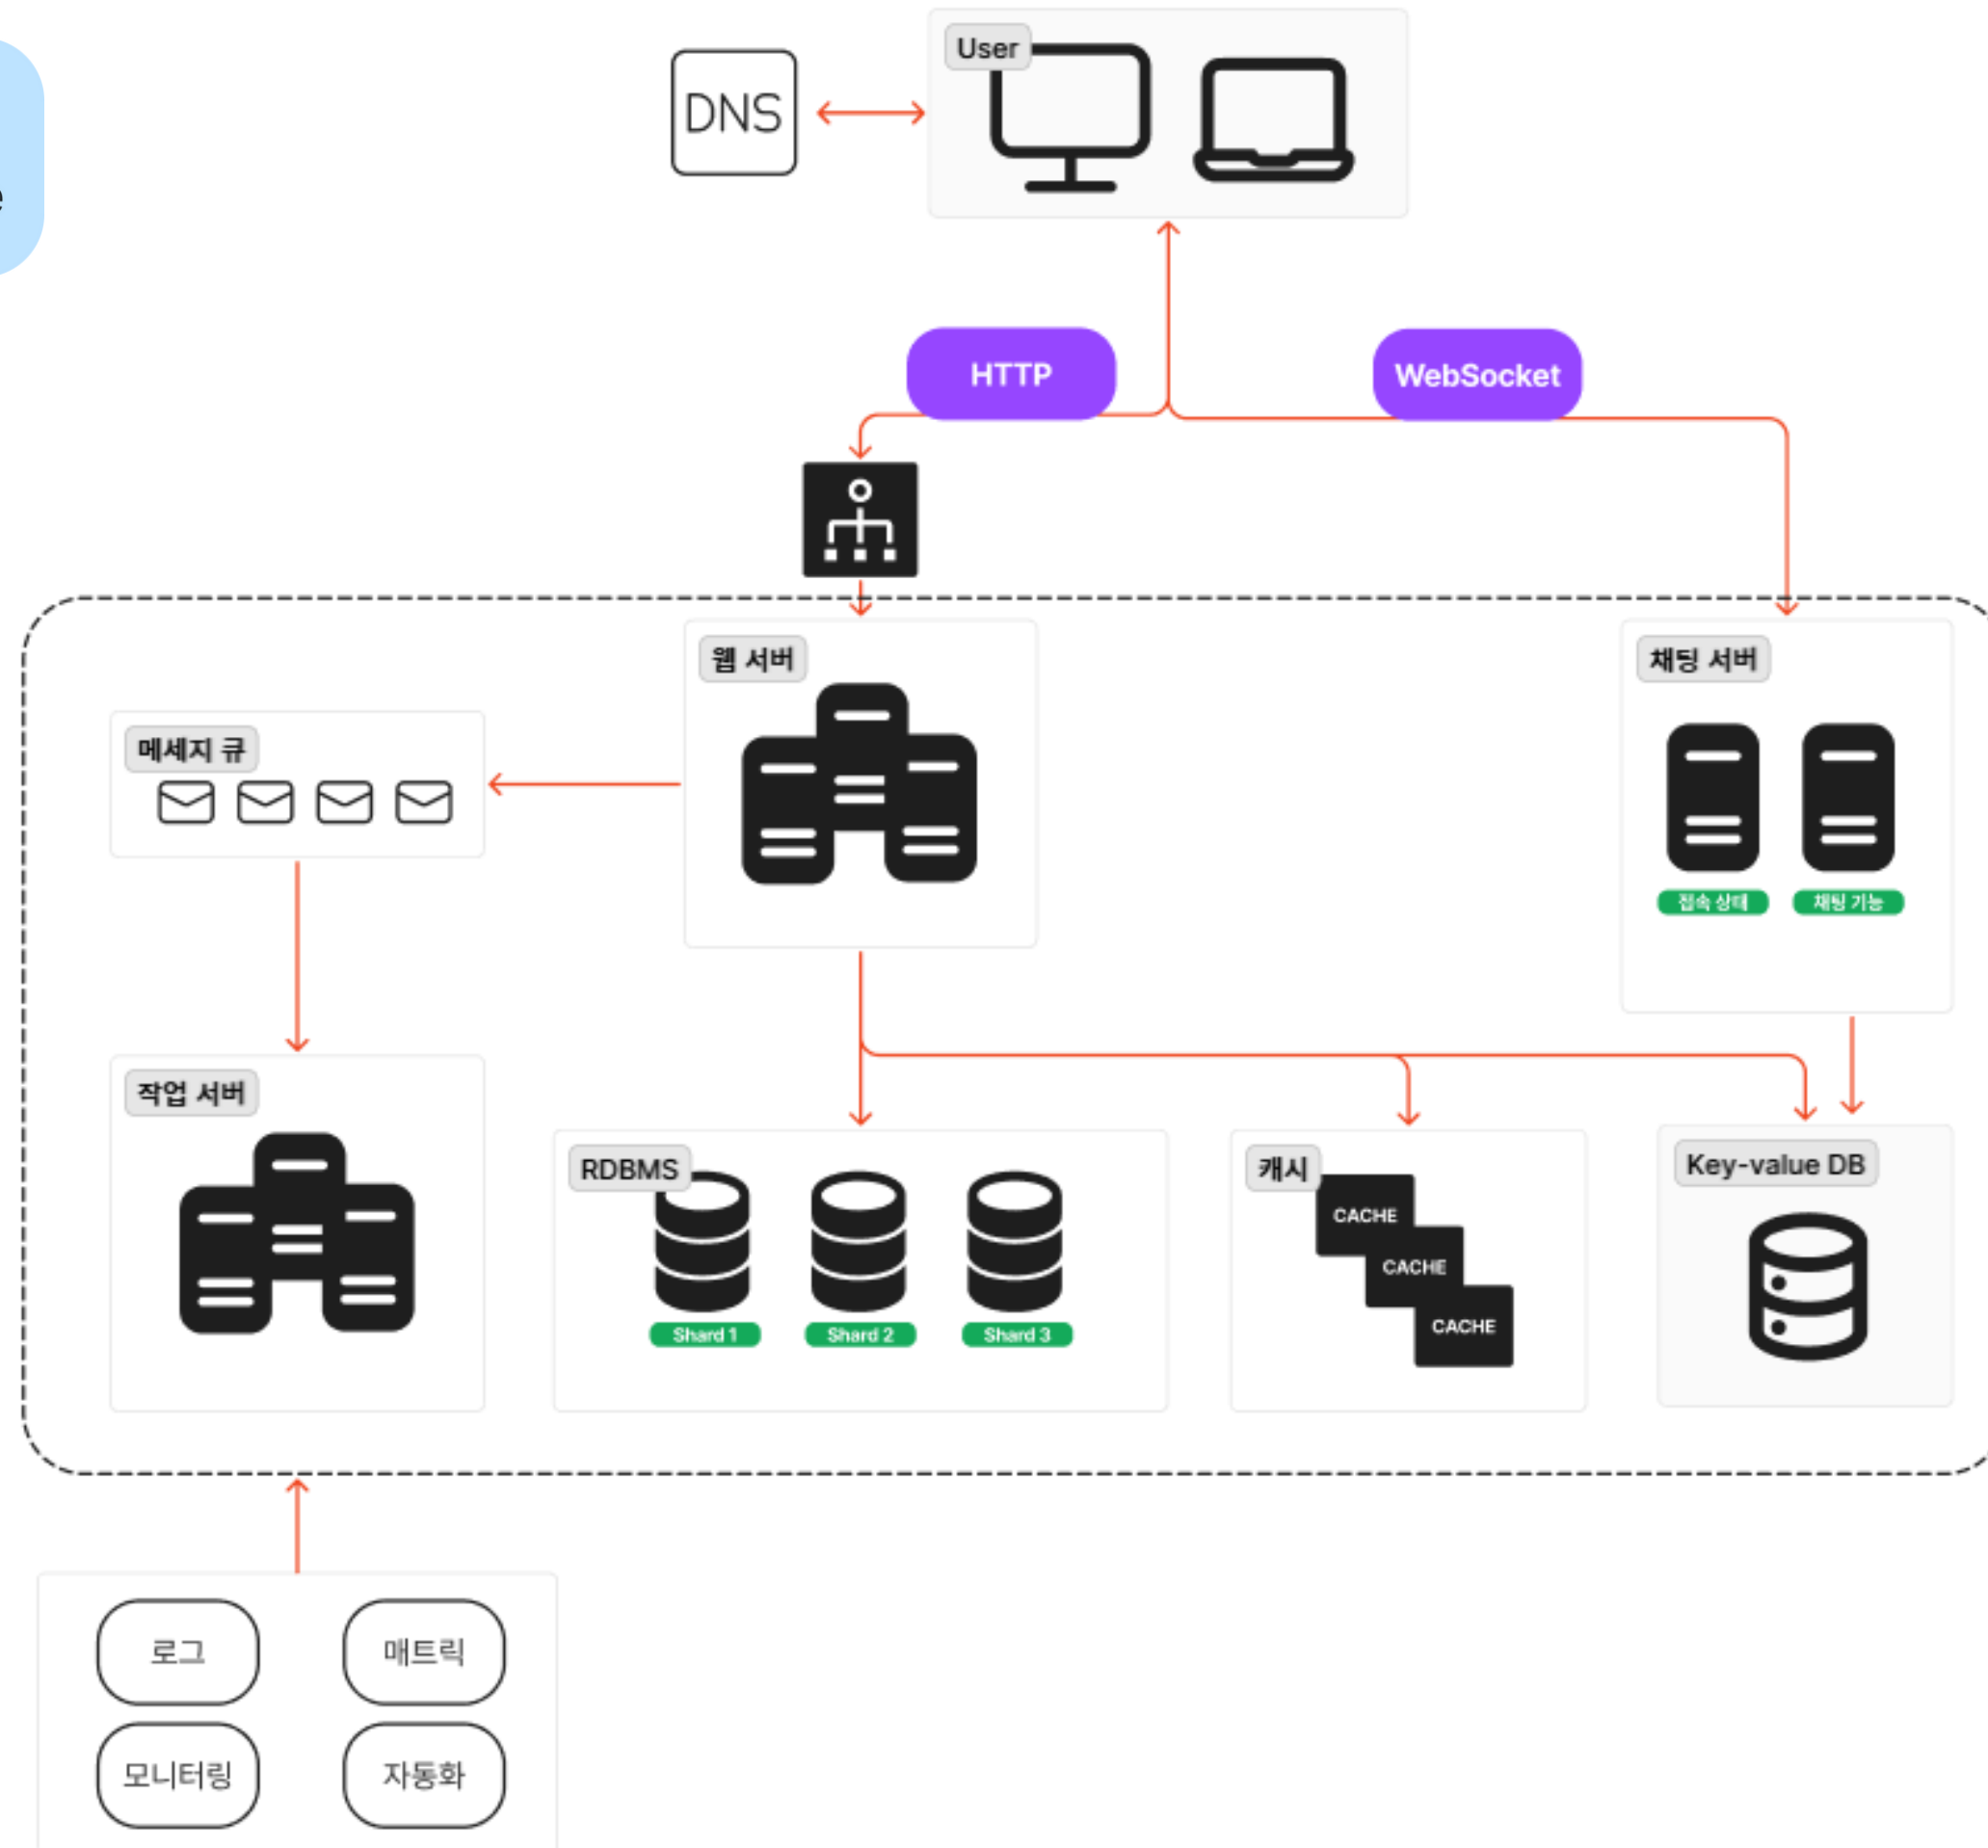 e
User
DNS
HTTP
WebSocket
웹 서버
채팅 서버
메세지 큐
접속 상태
채팅 기능
작업 서버
RDBMS
캐시
Key-value DB
CACHE
CACHE
CACHE
Shard 1
Shard 2
Shard 3
로그
매트릭
모니터링
자동화